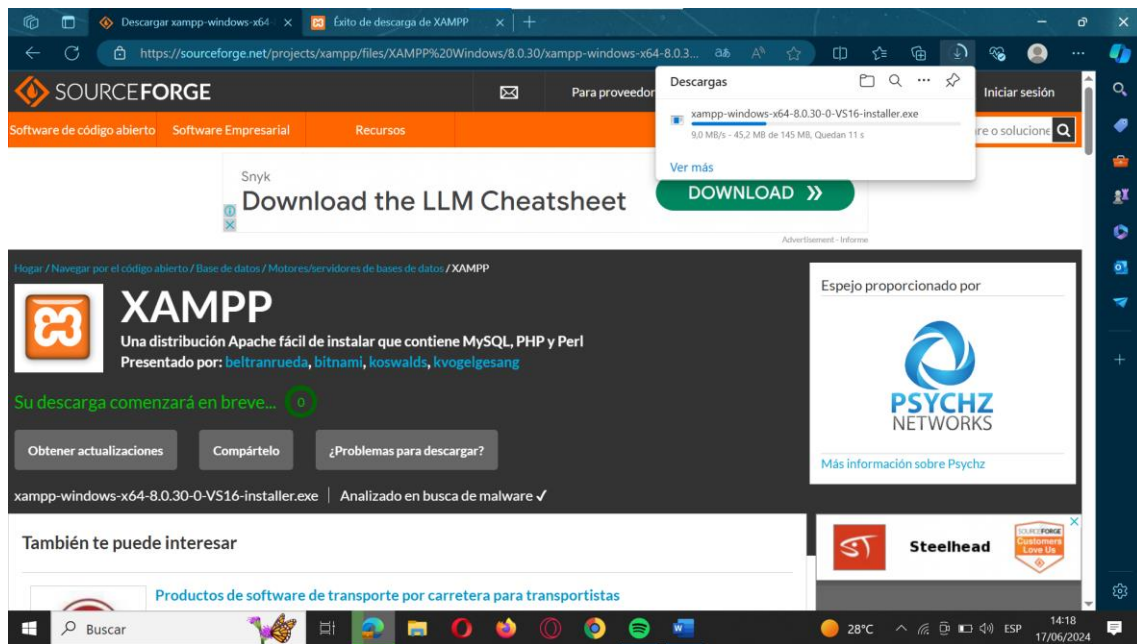 Descargar xampp-windows-x64
Éxito de descarga de XAMPP
https://sourceforge.net/projects/xampp/files/XAMPP%20Windows/8.0.30/xampp-windows-x64-8.0.3...
SOURCEFORGE
Para proveedor
Iniciar sesión
Descargas
xampp-windows-x64-8.0.30-0-VS16-installer.exe
9,0 MB/s - 45,2 MB de 145 MB, Quedan 11 s
Ver más
Software de código abierto Software Empresarial Recursos
re o solucione
Snyk
Download the LLM Cheatsheet
DOWNLOAD
Advertisement - Informe
Hogar / Navegar por el código abierto / Base de datos / Motores/servidores de bases de datos / XAMPP
XAMPP
Una distribución Apache fácil de instalar que contiene MySQL, PHP y Perl
Presentado por: beltranrueda, bitnami, koswalds, kvogelgesang
Su descarga comenzará en breve... 0
Obtener actualizaciones
Compártelo
¿Problemas para descargar?
xampp-windows-x64-8.0.30-0-VS16-installer.exe | Analizado en busca de malware ✓
Espejo proporcionado por
PSYCHZ
NETWORKS
Más información sobre Psychz
También te puede interesar
Productos de software de transporte por carretera para transportistas
ST
Steelhead
SOURCEFORGE
Customers
Love Us
Buscar
28°C
ESP
14:18
17/06/2024